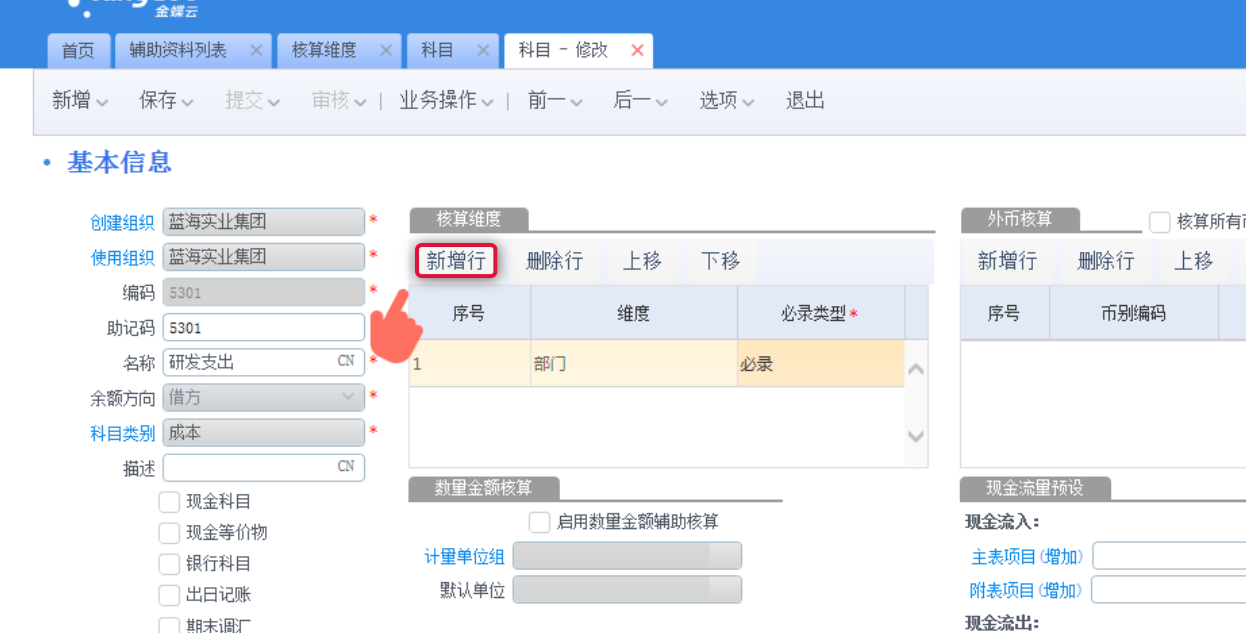 金蝶云
首页 辅助资料列表 核算维度 科目 科目 - 修改
新增 保存 提交 审核 | 业务操作 | 前一 后一 选项 退出
基本信息
创建组织 蓝海实业集团 *
使用组织 蓝海实业集团 *
编码 5301 *
助记码 5301
名称 研发支出 CN *
余额方向 借方 *
科目类别 成本 *
描述 CN
现金科目
现金等价物
银行科目
出日记账
期末调汇
核算维度
新增行 删除行 上移 下移
序号 维度 必录类型*
1 部门 必录
数量金额核算
启用数量金额辅助核算
计量单位组
默认单位
外币核算 核算所有
新增行 删除行 上移
序号 币别编码
现金流量预设
现金流入：
主表项目(增加)
附表项目(增加)
现金流出：